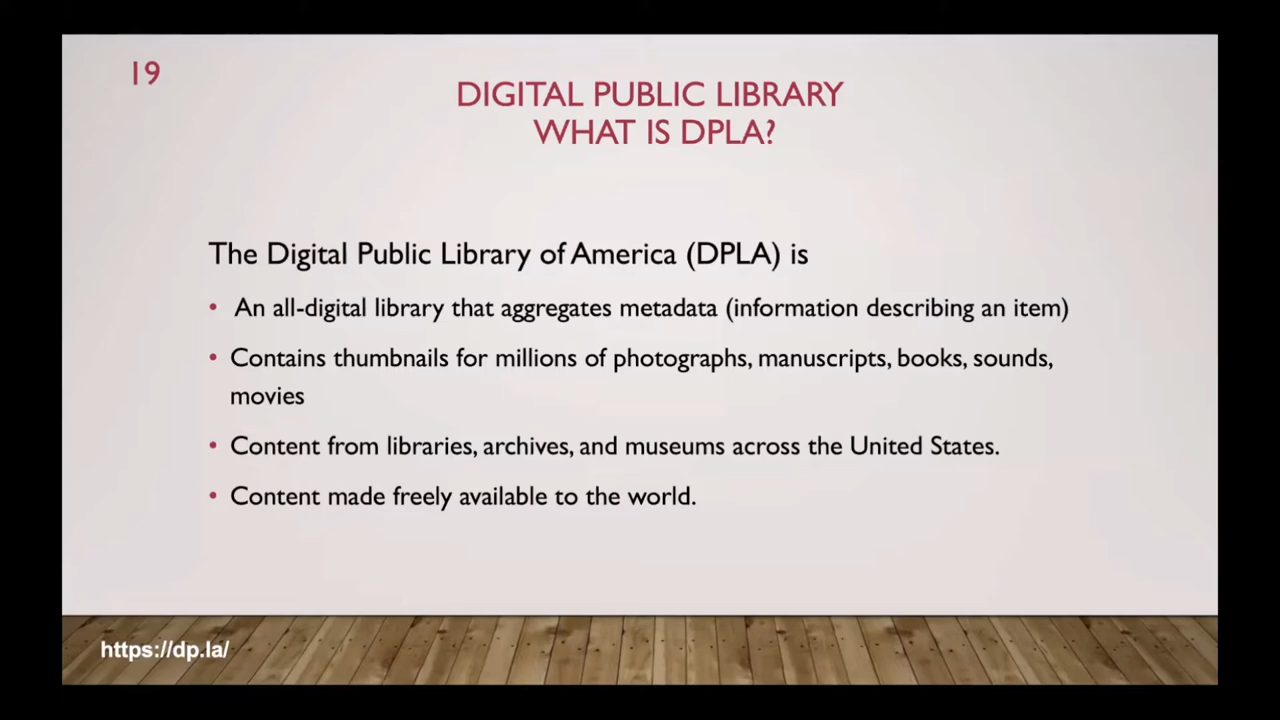 19
DIGITAL PUBLIC LIBRARY
WHAT IS DPLA?
The Digital Public Library of America (DPLA) is
• An all-digital library that aggregates metadata (information describing an item)
• Contains thumbnails for millions of photographs, manuscripts, books, sounds,
movies
• Content from libraries, archives, and museums across the United States.
• Content made freely available to the world.
https://dp.la/